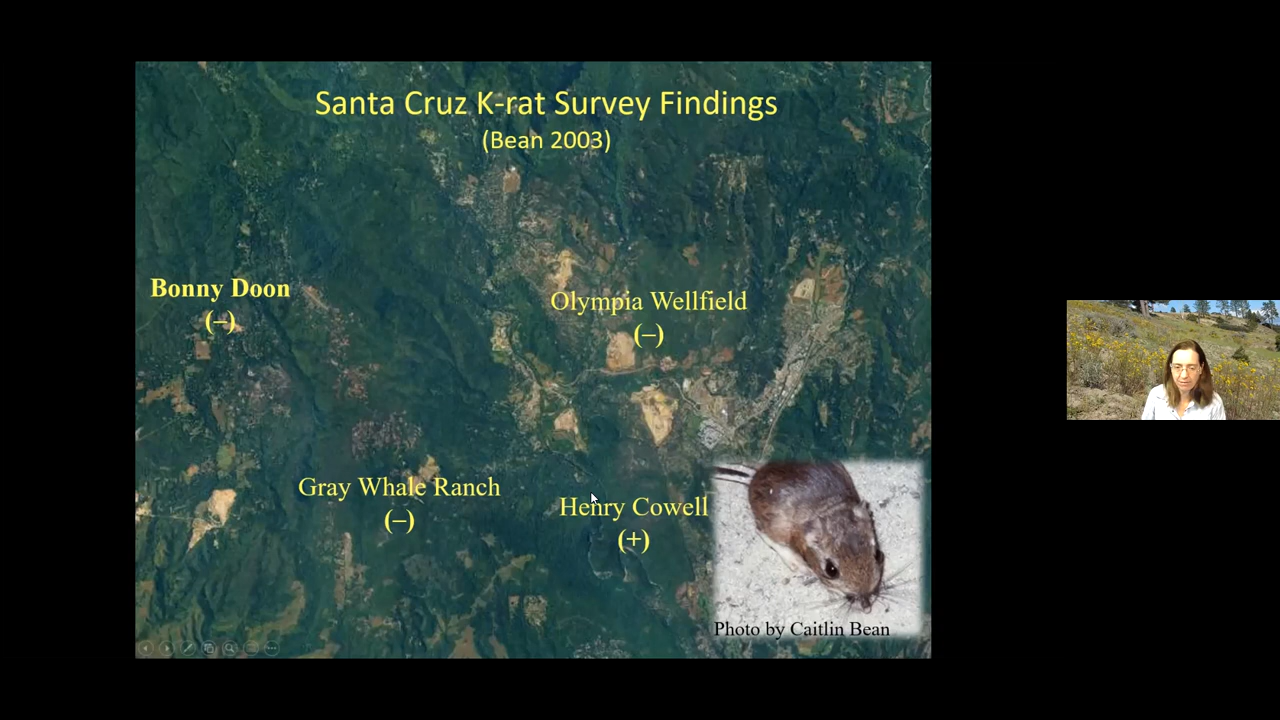 Santa Cruz K-rat Survey Findings
(Bean 2003)
Bonny Doon
(–)
Olympia Wellfield
(–)
Gray Whale Ranch
(–)
Henry Cowell
(+)
Photo by Caitlin Bean